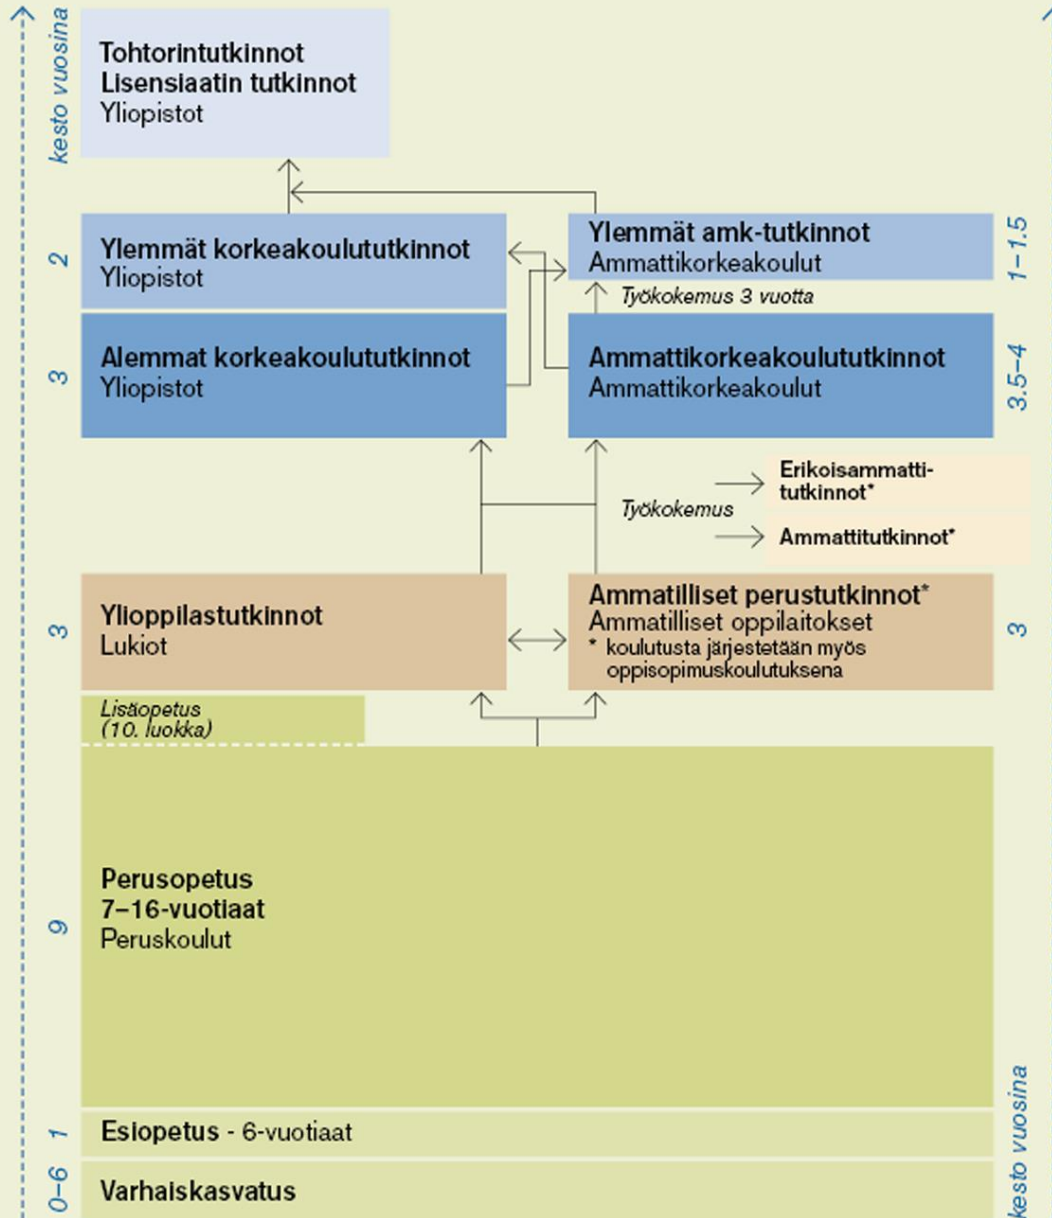 kesto vuosina
Tohtorintutkinnot
Lisensiaatin tutkinnot
Yliopistot
2
Ylemmät korkeakoulututkinnot
Yliopistot
Ylemmät amk-tutkinnot
Ammattikorkeakoulut
1–1.5
Työkokemus 3 vuotta
3
Alemmat korkeakoulututkinnot
Yliopistot
Ammattikorkeakoulututkinnot
Ammattikorkeakoulut
3.5–4
Työkokemus
Erikoisammatti-
tutkinnot*
Ammattitutkinnot*
3
Ylioppilastutkinnot
Lukiot
Ammatilliset perustutkinnot*
Ammatilliset oppilaitokset
* koulutusta järjestetään myös
oppisopimuskoulutuksena
3
Lisäopetus
(10. luokka)
9
Perusopetus
7–16-vuotiaat
Peruskoulut
1
Esiopetus - 6-vuotiaat
0–6
Varhaiskasvatus
kesto vuosina